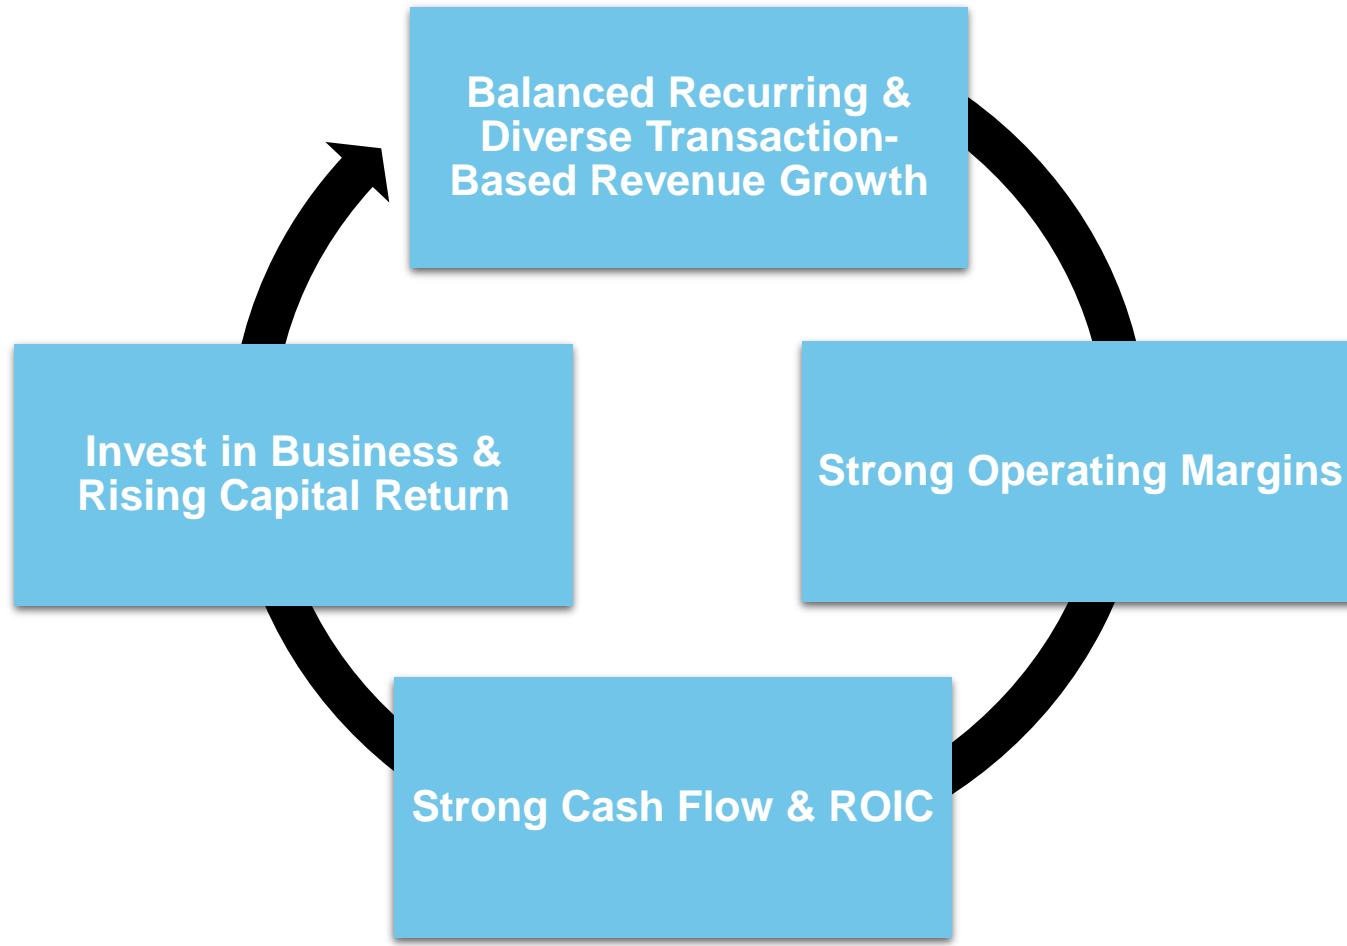 Balanced Recurring &
Diverse Transaction-
Based Revenue Growth
Invest in Business &
Rising Capital Return
Strong Operating Margins
Strong Cash Flow & ROIC